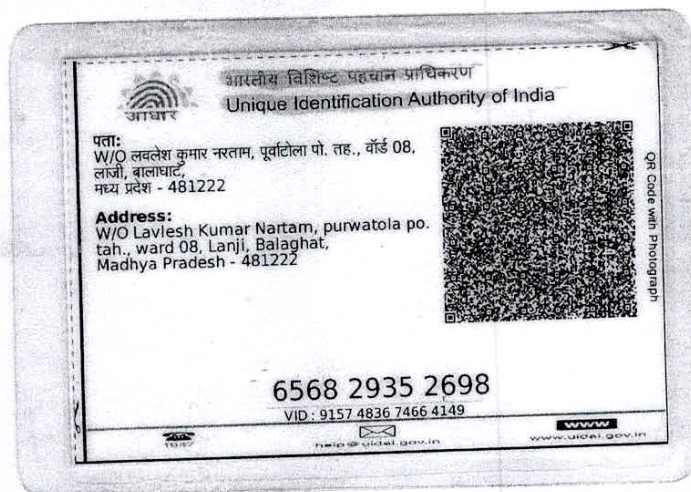 भारतीय विशिष्ट पहचान प्राधिकरण
Unique Identification Authority of India
आधार
पता:
W/O लवलेश कुमार नरताम, पूर्वाटोला पो. तह., वॉर्ड 08,
लाजी, बालाघाट,
मध्य प्रदेश - 481222
Address:
W/O Lavlesh Kumar Nartam, purwatola po.
tah., ward 08, Lanji, Balaghat,
Madhya Pradesh - 481222
QR Code with Photograph
6568 2935 2698
VID : 9157 4836 7466 4149
1947
help@uidai.gov.in
www
www.uidai.gov.in